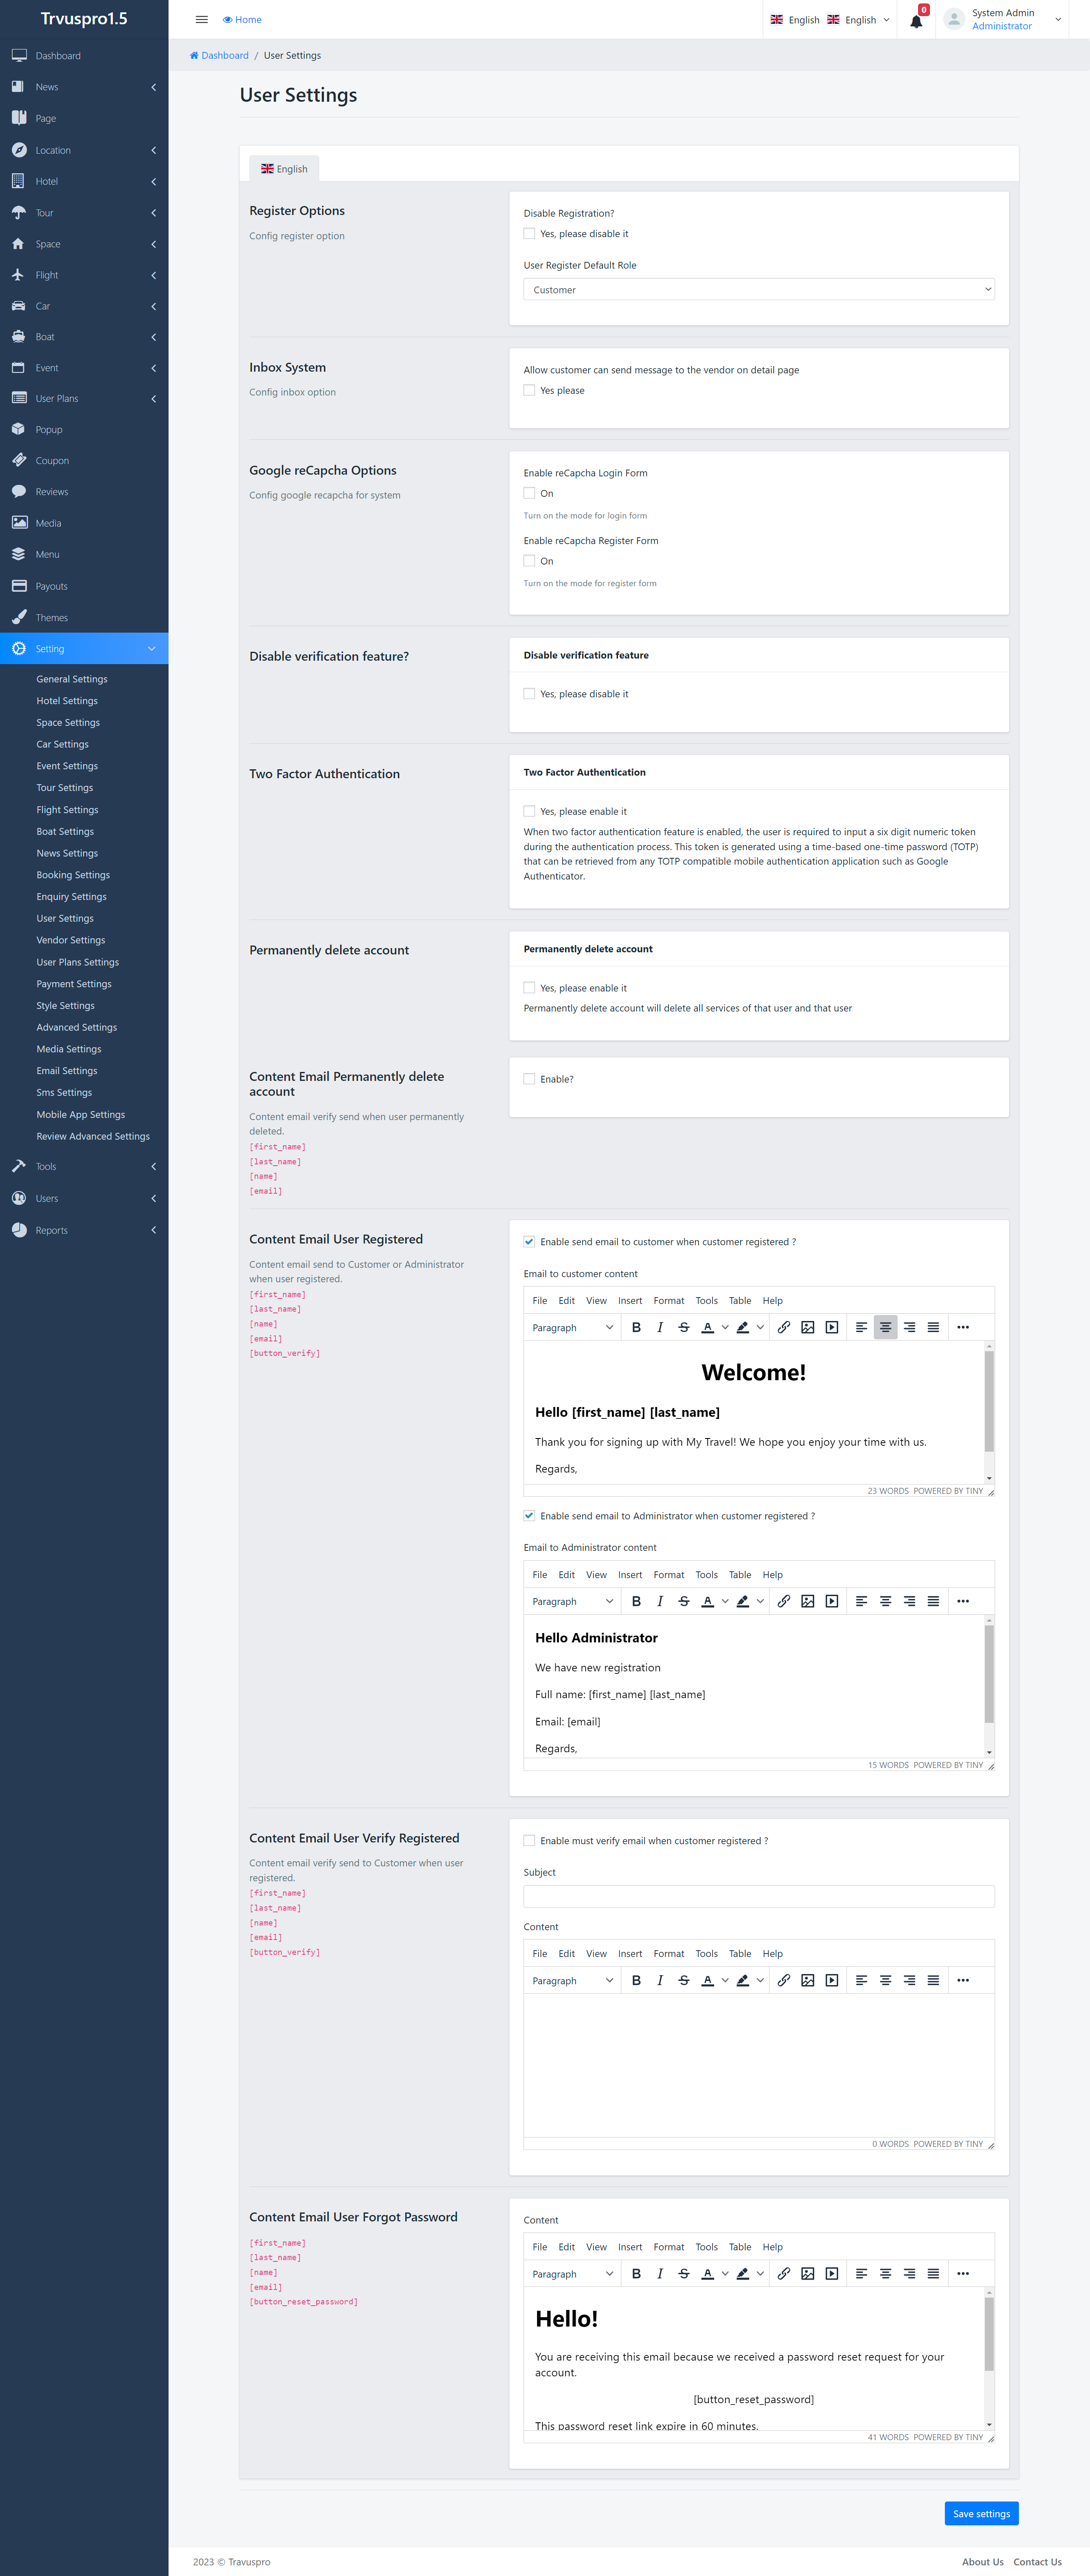 Trvuspro1.5
Home
English English
0
System Admin
Administrator
Dashboard
News
Page
Location
Hotel
Tour
Space
Flight
Car
Boat
Event
User Plans
Popup
Coupon
Reviews
Media
Menu
Payouts
Themes
Setting
General Settings
Hotel Settings
Space Settings
Car Settings
Event Settings
Tour Settings
Flight Settings
Boat Settings
News Settings
Booking Settings
Enquiry Settings
User Settings
Vendor Settings
User Plans Settings
Payment Settings
Style Settings
Advanced Settings
Media Settings
Email Settings
Sms Settings
Mobile App Settings
Review Advanced Settings
Tools
Users
Reports
Dashboard / User Settings
User Settings
English
Register Options
Config register option
Disable Registration?
Yes, please disable it
User Register Default Role
Customer
Inbox System
Config inbox option
Allow customer can send message to the vendor on detail page
Yes please
Google reCapcha Options
Config google recapcha for system
Enable reCapcha Login Form
On
Turn on the mode for login form
Enable reCapcha Register Form
On
Turn on the mode for register form
Disable verification feature?
Disable verification feature
Yes, please disable it
Two Factor Authentication
Two Factor Authentication
Yes, please enable it
When two factor authentication feature is enabled, the user is required to input a six digit numeric token
during the authentication process. This token is generated using a time-based one-time password (TOTP)
that can be retrieved from any TOTP compatible mobile authentication application such as Google
Authenticator.
Permanently delete account
Permanently delete account
Yes, please enable it
Permanently delete account will delete all services of that user and that user
Content Email Permanently delete
account
Content email verify send when user permanently
deleted.
[first_name]
[last_name]
[name]
[email]
Enable?
Content Email User Registered
Content email send to Customer or Administrator
when user registered.
[first_name]
[last_name]
[name]
[email]
[button_verify]
Enable send email to customer when customer registered ?
Email to customer content
File Edit View Insert Format Tools Table Help
Paragraph
Welcome!
Hello [first_name] [last_name]
Thank you for signing up with My Travel! We hope you enjoy your time with us.
Regards,
23 WORDS POWERED BY TINY
Enable send email to Administrator when customer registered ?
Email to Administrator content
File Edit View Insert Format Tools Table Help
Paragraph
Hello Administrator
We have new registration
Full name: [first_name] [last_name]
Email: [email]
Regards,
15 WORDS POWERED BY TINY
Content Email User Verify Registered
Content email verify send to Customer when user
registered.
[first_name]
[last_name]
[name]
[email]
[button_verify]
Enable must verify email when customer registered ?
Subject
Content
File Edit View Insert Format Tools Table Help
Paragraph
0 WORDS POWERED BY TINY
Content Email User Forgot Password
[first_name]
[last_name]
[name]
[email]
[button_reset_password]
Content
File Edit View Insert Format Tools Table Help
Paragraph
Hello!
You are receiving this email because we received a password reset request for your
account.
[button_reset_password]
This password reset link expire in 60 minutes.
41 WORDS POWERED BY TINY
Save settings
2023 © Travuspro
About Us Contact Us